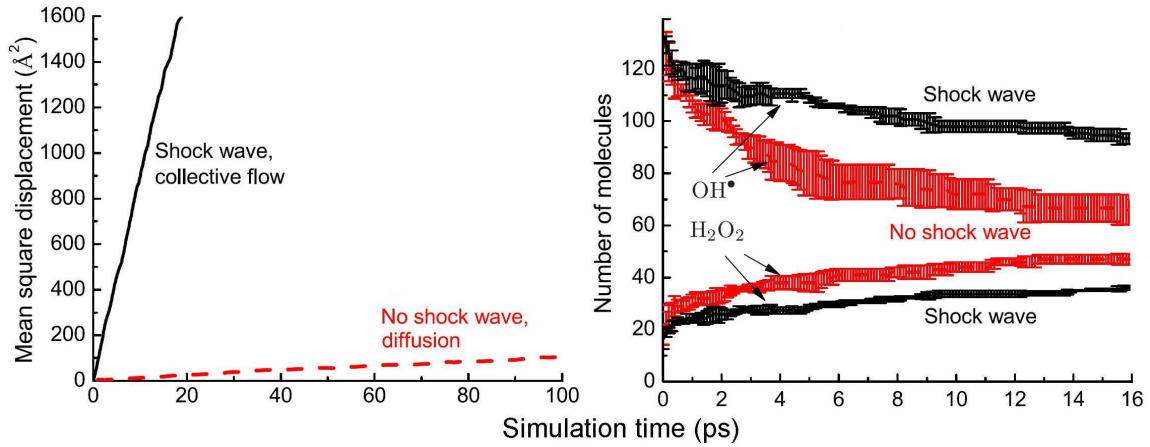 Mean square displacement (Å²)
1600
1400
1200
1000
800
600
400
200
0
Shock wave,
collective flow
No shock wave,
diffusion
0
20
40
60
80
100
Number of molecules
120
100
80
60
40
20
0
Shock wave
OH•
H₂O₂
No shock wave
Shock wave
0
2
4
6
8
10
12
14
16
Simulation time (ps)